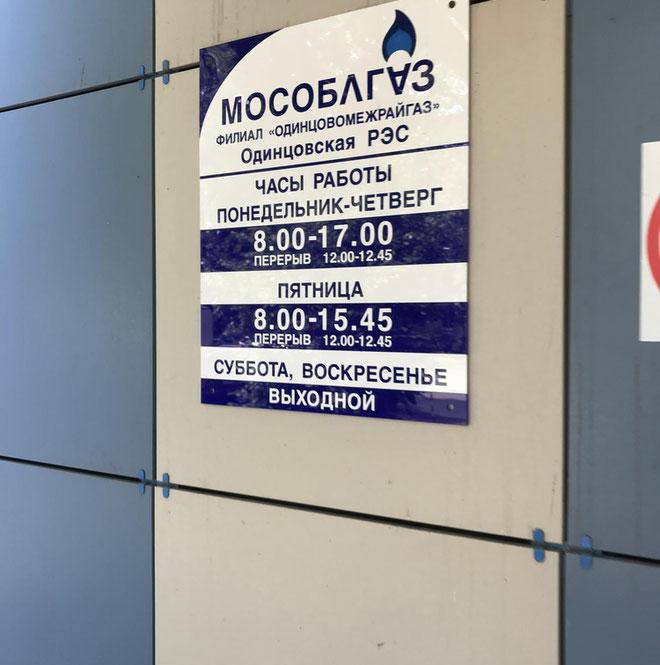 МОСОБЛГАЗ
ФИЛИАЛ «ОДИНЦОВОМЕЖРАЙГАЗ»
Одинцовская РЭС
ЧАСЫ РАБОТЫ
ПОНЕДЕЛЬНИК-ЧЕТВЕРГ
8.00-17.00
ПЕРЕРЫВ 12.00-12.45
ПЯТНИЦА
8.00-15.45
ПЕРЕРЫВ 12.00-12.45
СУББОТА, ВОСКРЕСЕНЬЕ
ВЫХОДНОЙ